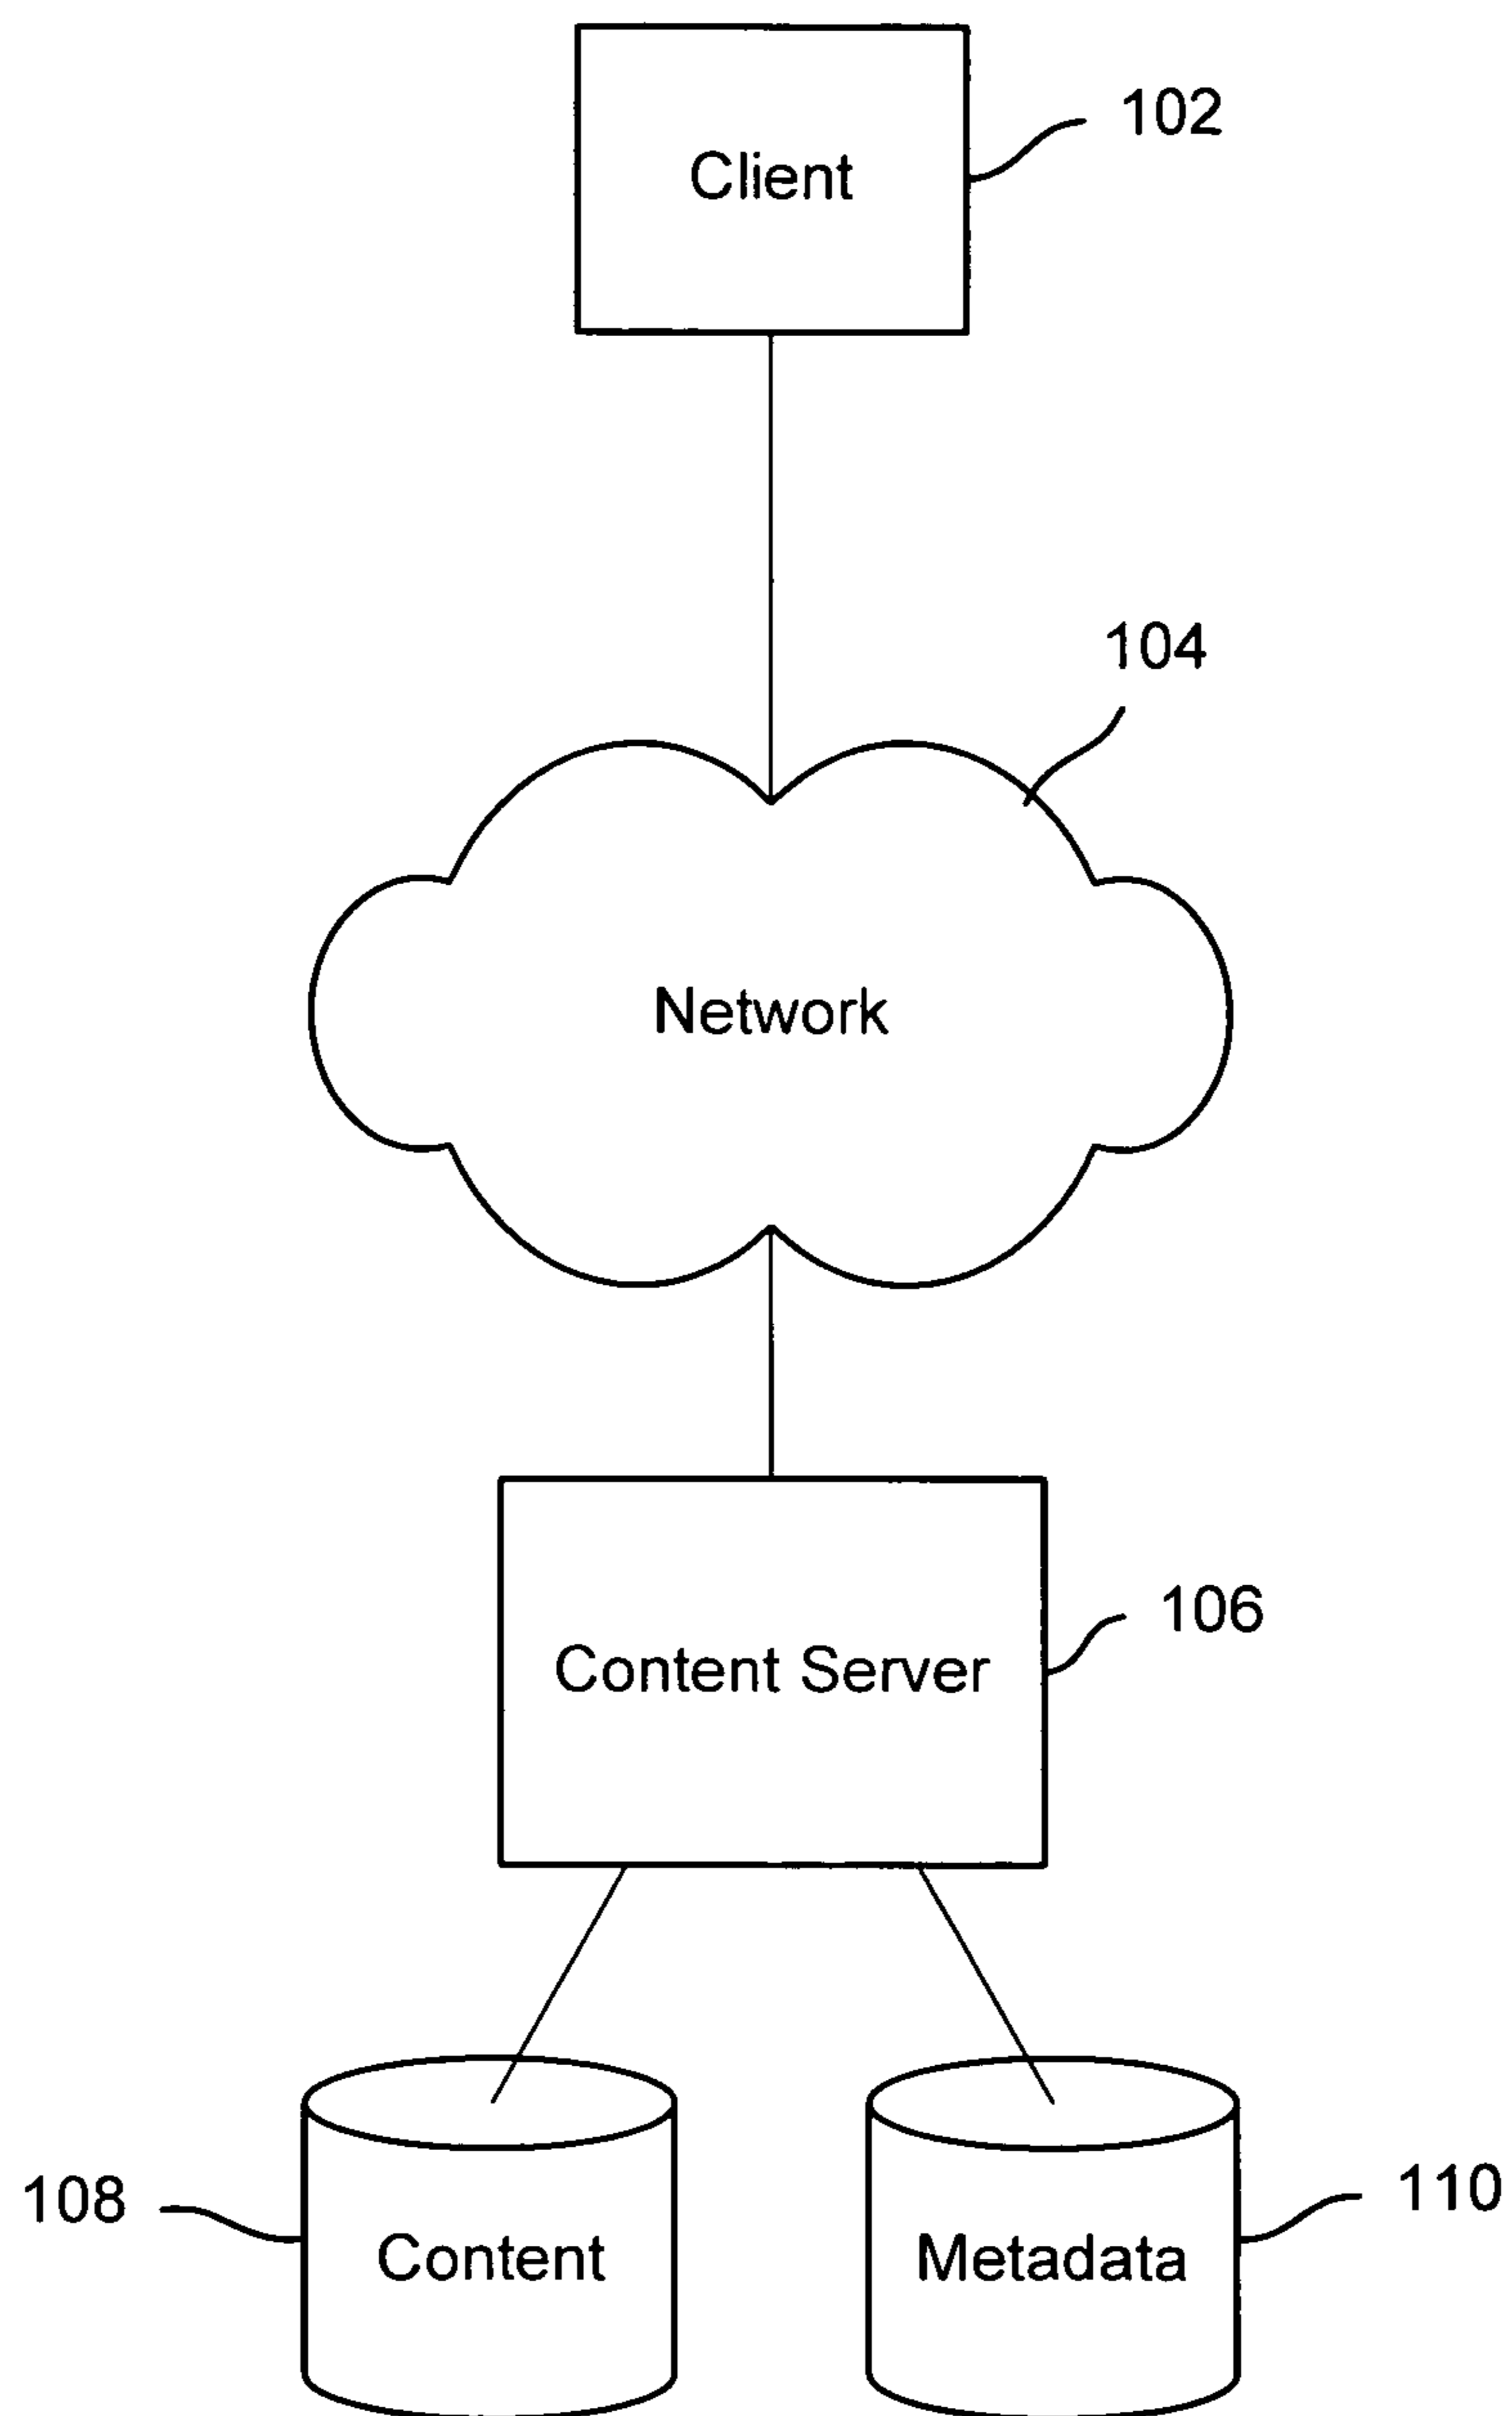 102
Client
104
Network
106
Content Server
108
110
Content
Metadata